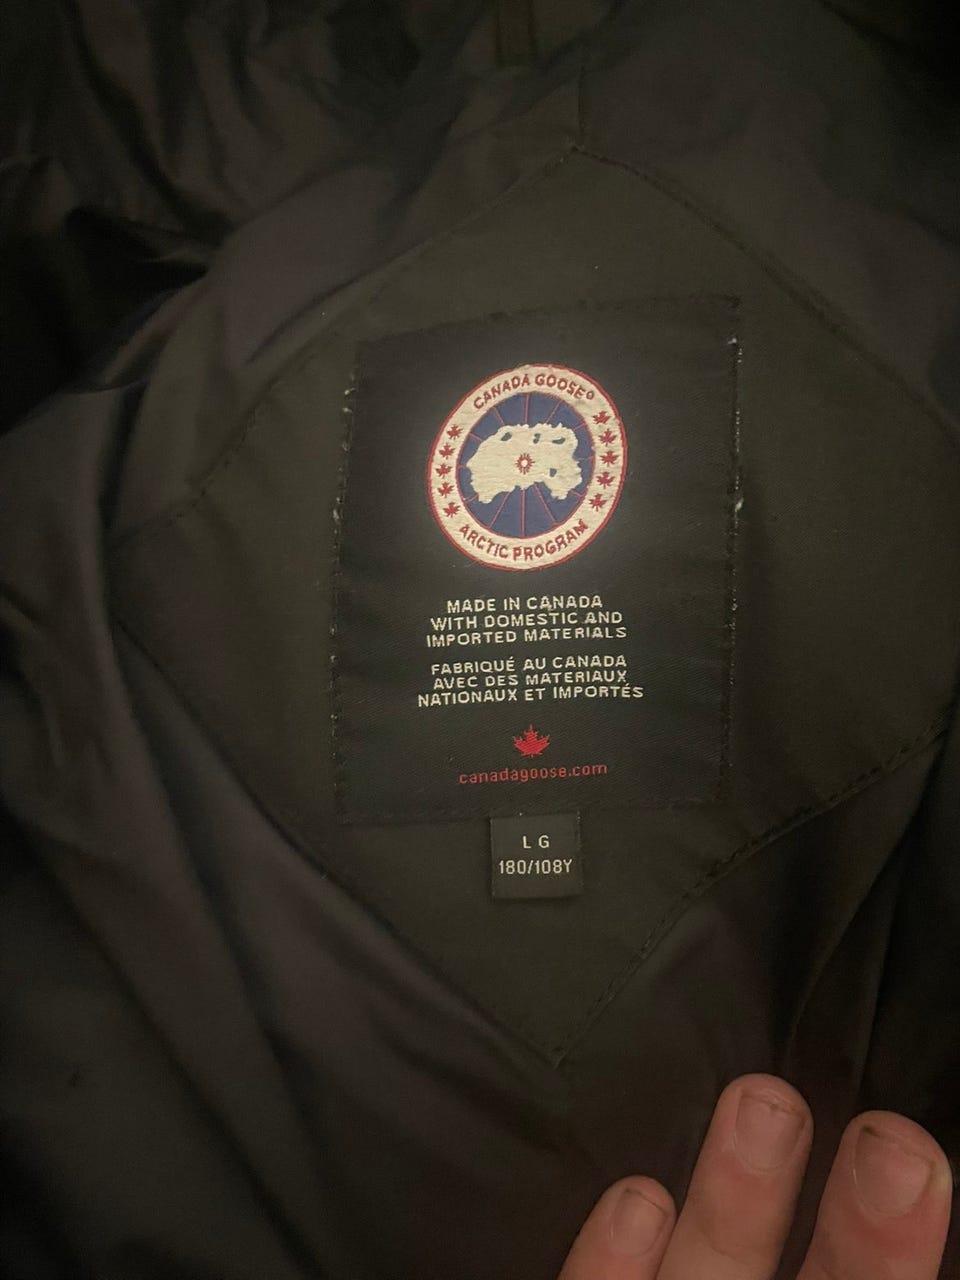 CANADA GOOSE®
ARCTIC PROGRAM
MADE IN CANADA
WITH DOMESTIC AND
IMPORTED MATERIALS
FABRIQUÉ AU CANADA
AVEC DES MATERIAUX
NATIONAUX ET IMPORTÉS
canadagoose.com
LG
180/108Y